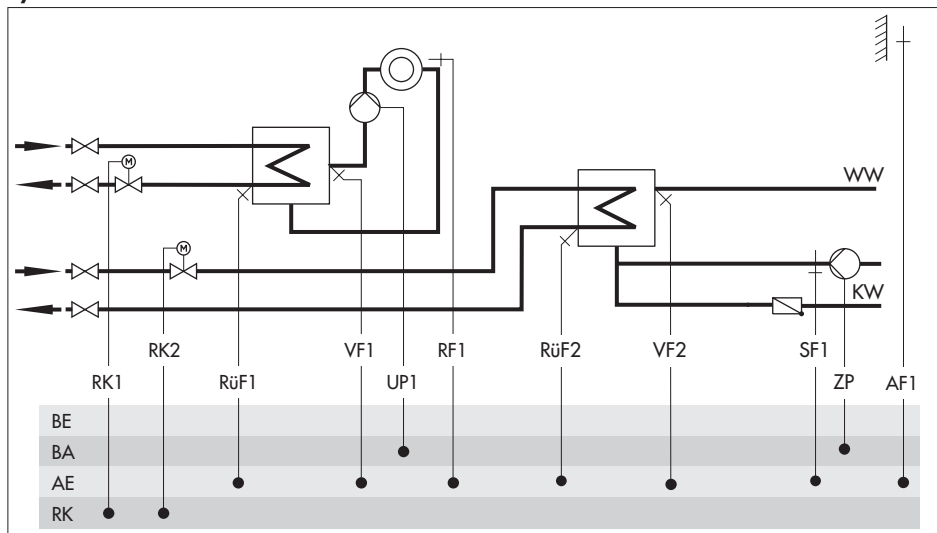 M
WW
M
KW
RK2 VF1 RF1 RüF2 VF2 SF1
RK1 RüF1 UP1 ZP AF1
BE
BA
AE
RK